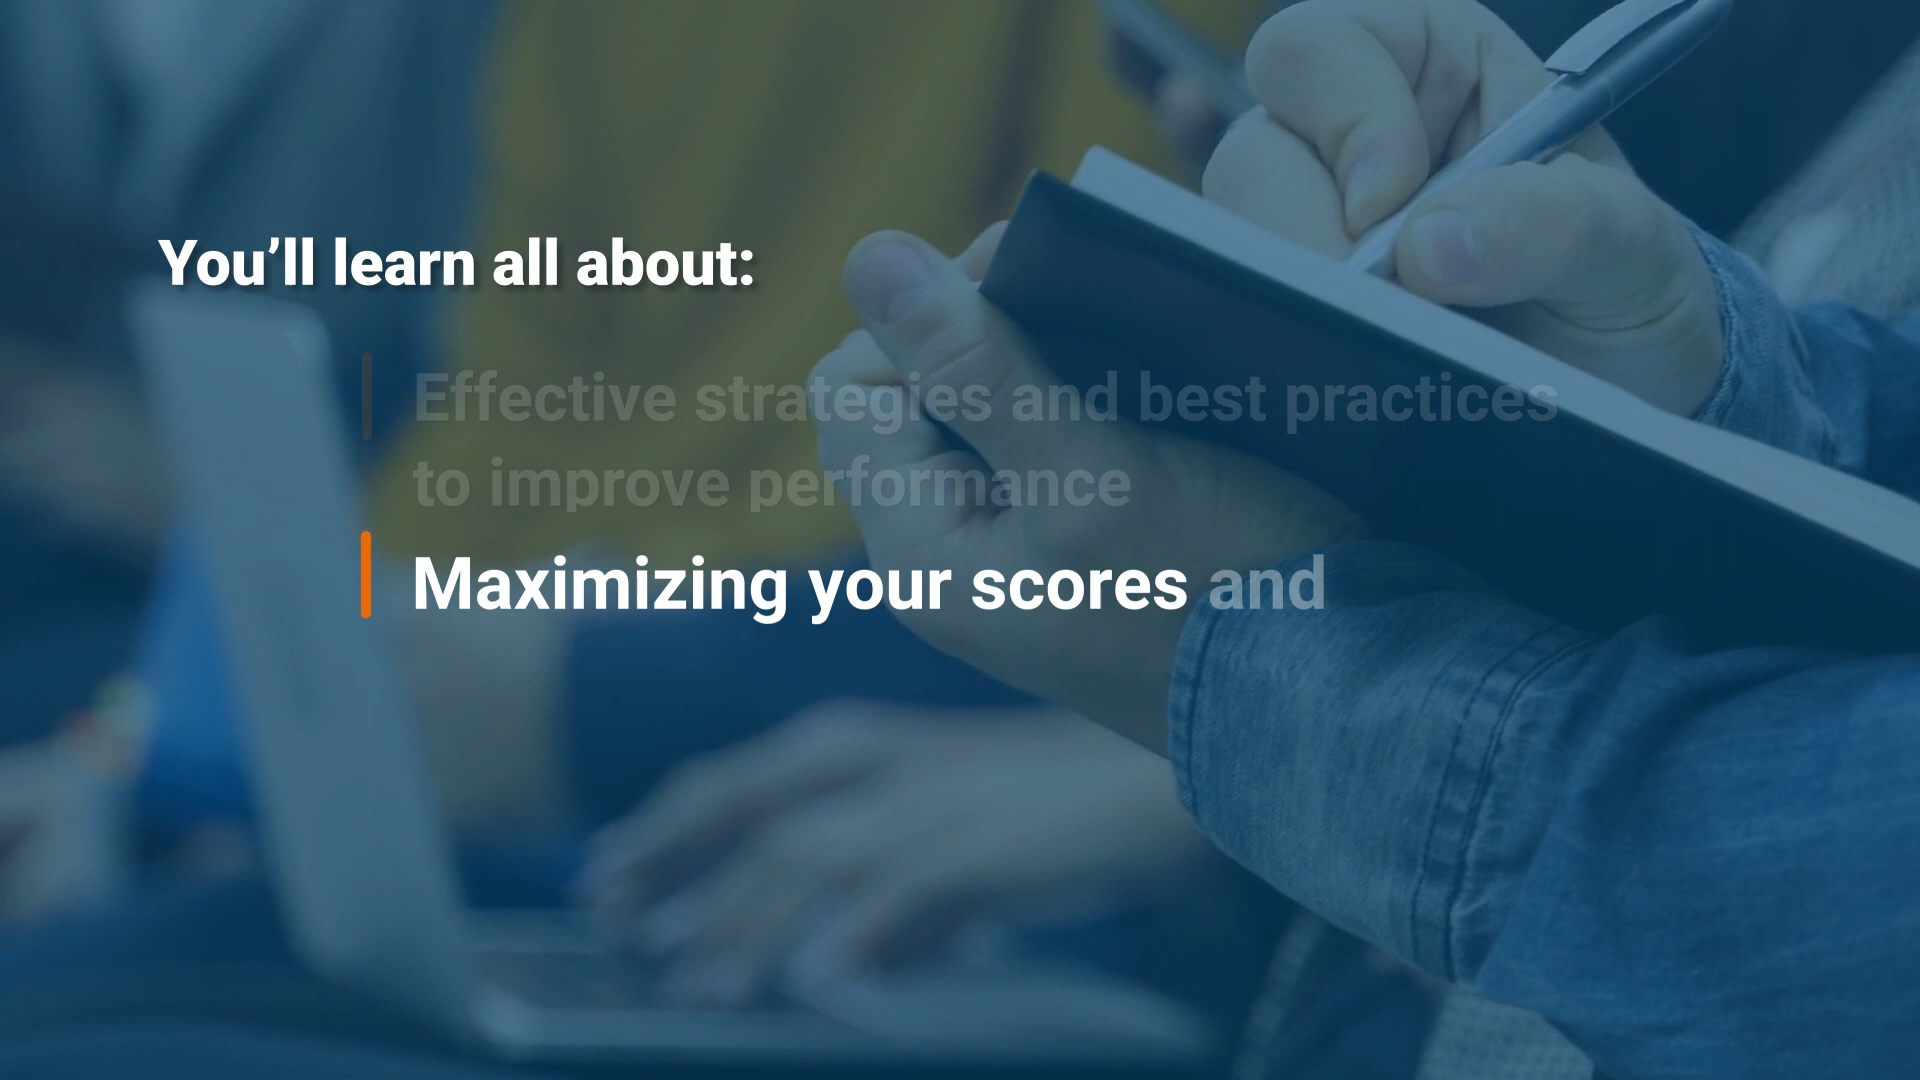 You’ll learn all about:
Effective strategies and best practices
to improve performance
Maximizing your scores and